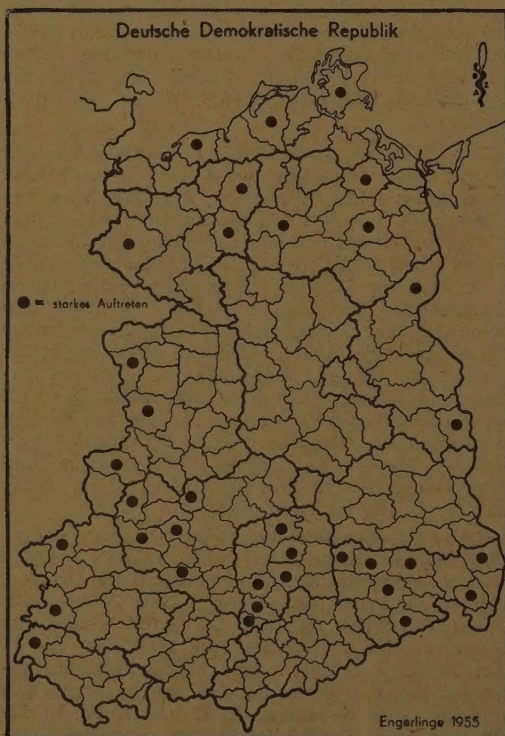 Deutsche Demokratische Republik
= starkes Auftreten
Engerlinge 1955